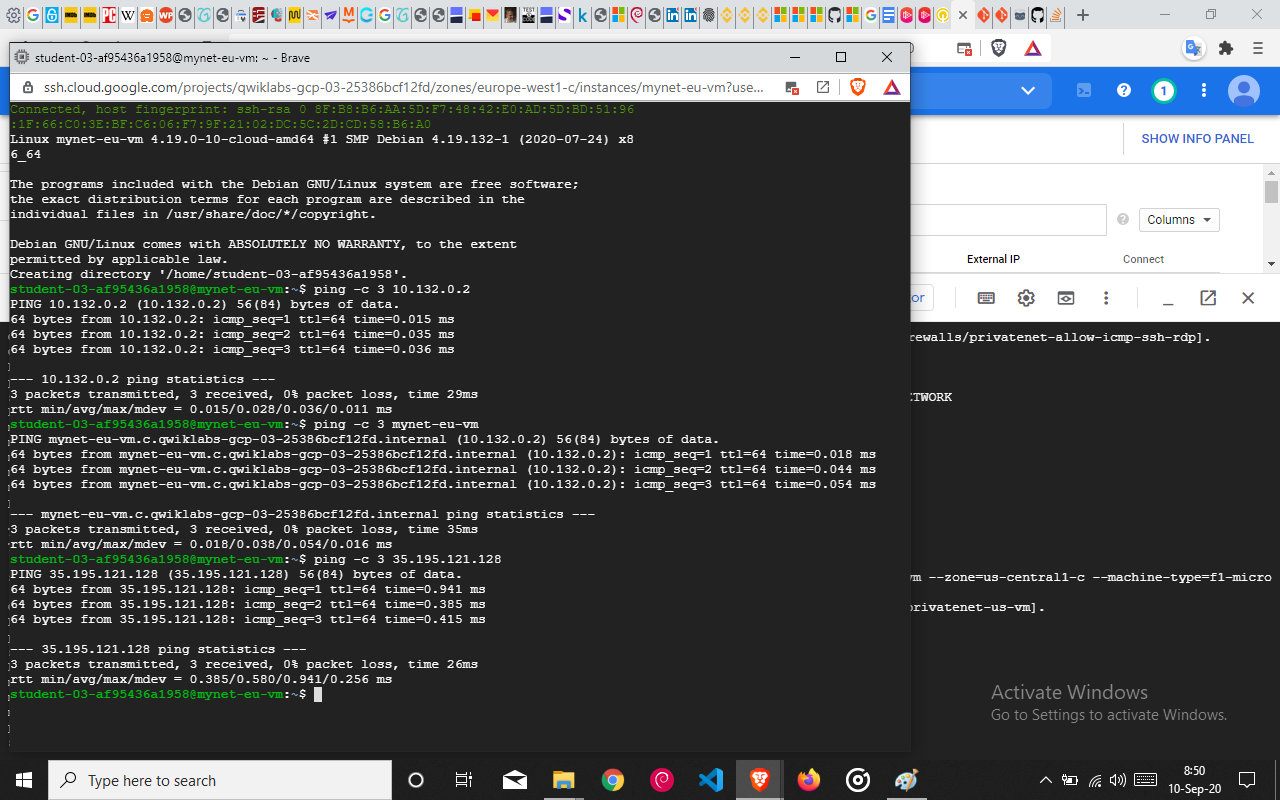 student-03-af95436a1958@mynet-eu-vm: ~ - Brave
ssh.cloud.google.com/projects/qwiklabs-gcp-03-25386bcf12fd/zones/europe-west1-c/instances/mynet-eu-vm?use...
Connected, host fingerprint: ssh-rsa 0 8F:B8:B6:AA:5D:F7:48:42:E0:AD:5D:BD:51:96
:1F:66:C0:3E:BF:C6:06:F7:9F:21:02:DC:5C:2D:CD:58:B6:A0
Linux mynet-eu-vm 4.19.0-10-cloud-amd64 #1 SMP Debian 4.19.132-1 (2020-07-24) x8
6_64
The programs included with the Debian GNU/Linux system are free software;
the exact distribution terms for each program are described in the
individual files in /usr/share/doc/*/copyright.
Debian GNU/Linux comes with ABSOLUTELY NO WARRANTY, to the extent
permitted by applicable law.
Creating directory '/home/student-03-af95436a1958'.
student-03-af95436a1958@mynet-eu-vm:~$ ping -c 3 10.132.0.2
PING 10.132.0.2 (10.132.0.2) 56(84) bytes of data.
64 bytes from 10.132.0.2: icmp_seq=1 ttl=64 time=0.015 ms
64 bytes from 10.132.0.2: icmp_seq=2 ttl=64 time=0.035 ms
64 bytes from 10.132.0.2: icmp_seq=3 ttl=64 time=0.036 ms
--- 10.132.0.2 ping statistics ---
3 packets transmitted, 3 received, 0% packet loss, time 29ms
rtt min/avg/max/mdev = 0.015/0.028/0.036/0.011 ms
student-03-af95436a1958@mynet-eu-vm:~$ ping -c 3 mynet-eu-vm
PING mynet-eu-vm.c.qwiklabs-gcp-03-25386bcf12fd.internal (10.132.0.2) 56(84) bytes of data.
64 bytes from mynet-eu-vm.c.qwiklabs-gcp-03-25386bcf12fd.internal (10.132.0.2): icmp_seq=1 ttl=64 time=0.018 ms
64 bytes from mynet-eu-vm.c.qwiklabs-gcp-03-25386bcf12fd.internal (10.132.0.2): icmp_seq=2 ttl=64 time=0.044 ms
64 bytes from mynet-eu-vm.c.qwiklabs-gcp-03-25386bcf12fd.internal (10.132.0.2): icmp_seq=3 ttl=64 time=0.054 ms
--- mynet-eu-vm.c.qwiklabs-gcp-03-25386bcf12fd.internal ping statistics ---
3 packets transmitted, 3 received, 0% packet loss, time 35ms
rtt min/avg/max/mdev = 0.018/0.038/0.054/0.016 ms
student-03-af95436a1958@mynet-eu-vm:~$ ping -c 3 35.195.121.128
PING 35.195.121.128 (35.195.121.128) 56(84) bytes of data.
64 bytes from 35.195.121.128: icmp_seq=1 ttl=64 time=0.941 ms
64 bytes from 35.195.121.128: icmp_seq=2 ttl=64 time=0.385 ms
64 bytes from 35.195.121.128: icmp_seq=3 ttl=64 time=0.415 ms
--- 35.195.121.128 ping statistics ---
3 packets transmitted, 3 received, 0% packet loss, time 26ms
rtt min/avg/max/mdev = 0.385/0.580/0.941/0.256 ms
student-03-af95436a1958@mynet-eu-vm:~$
1
SHOW INFO PANEL
Columns
External IP
Connect
or
rewalls/privatenet-allow-icmp-ssh-rdp].
ETWORK
vm --zone=us-central1-c --machine-type=f1-micro
privatenet-us-vm].
Activate Windows
Go to Settings to activate Windows.
Type here to search
8:50
10-Sep-20